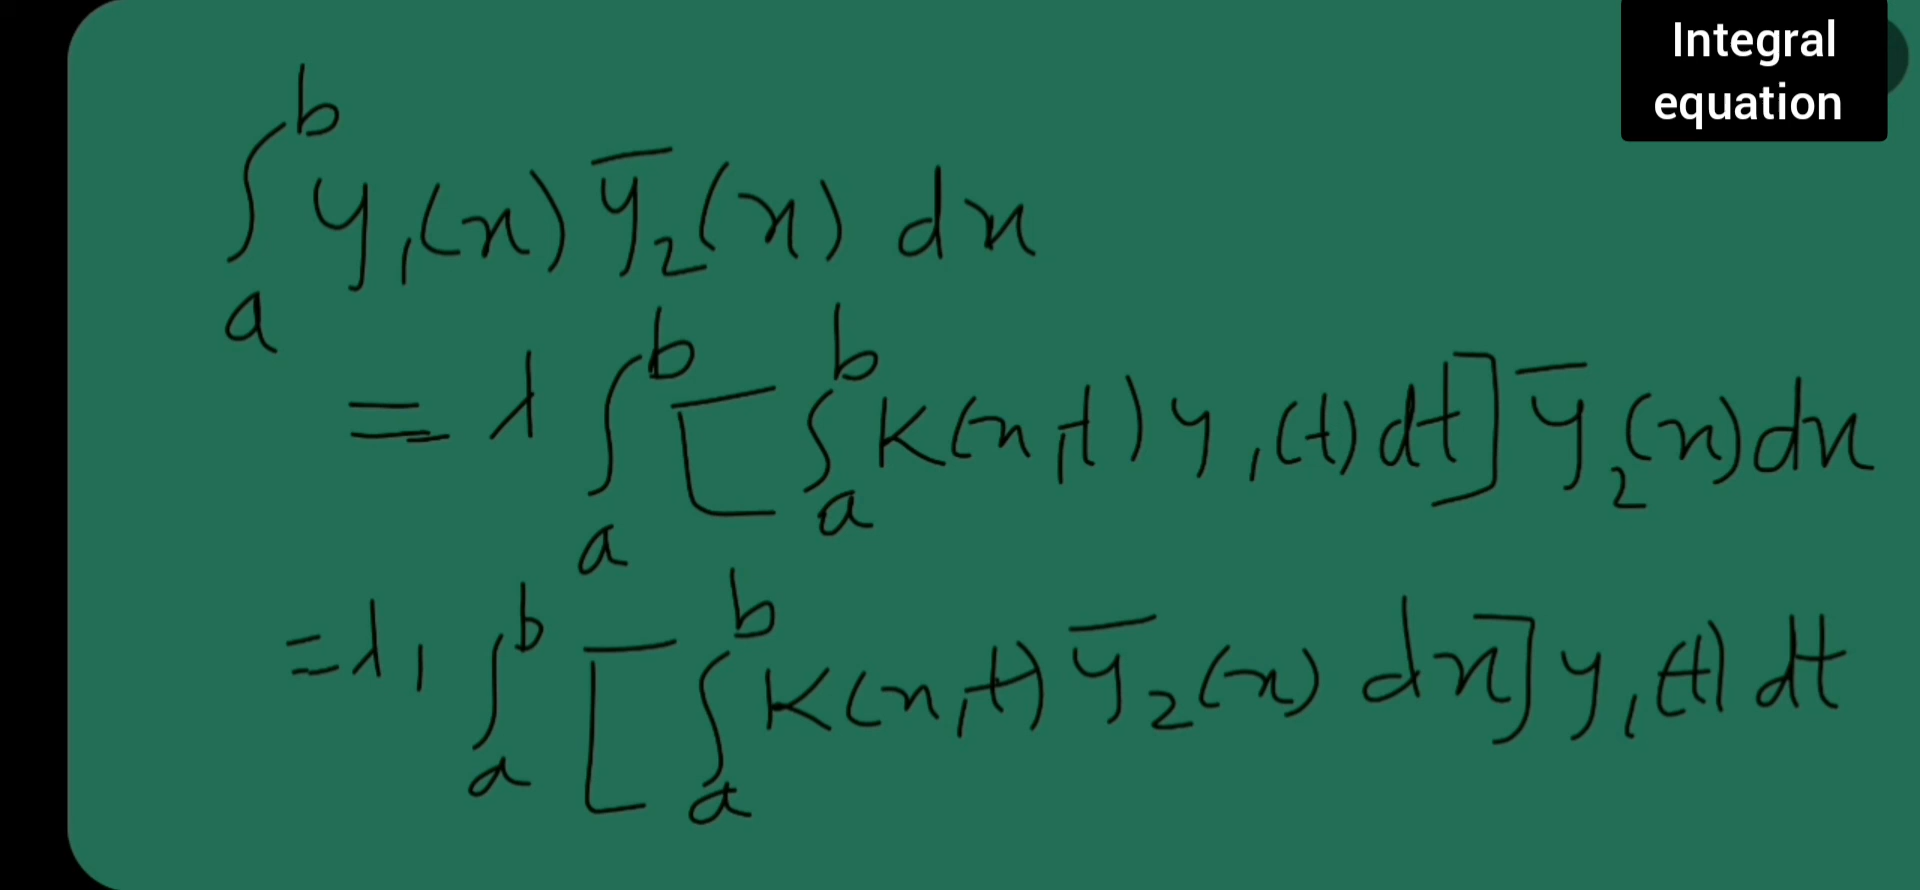 Integral
equation
∫_a^b y₁(x) ȳ₂(x) dx
= λ ∫_a^b [∫_a^b K(x,t) y₁(t) dt] ȳ₂(x) dx
= λ₁ ∫_a^b [∫_a^b K(x,t) ȳ₂(x) dx] y₁(t) dt